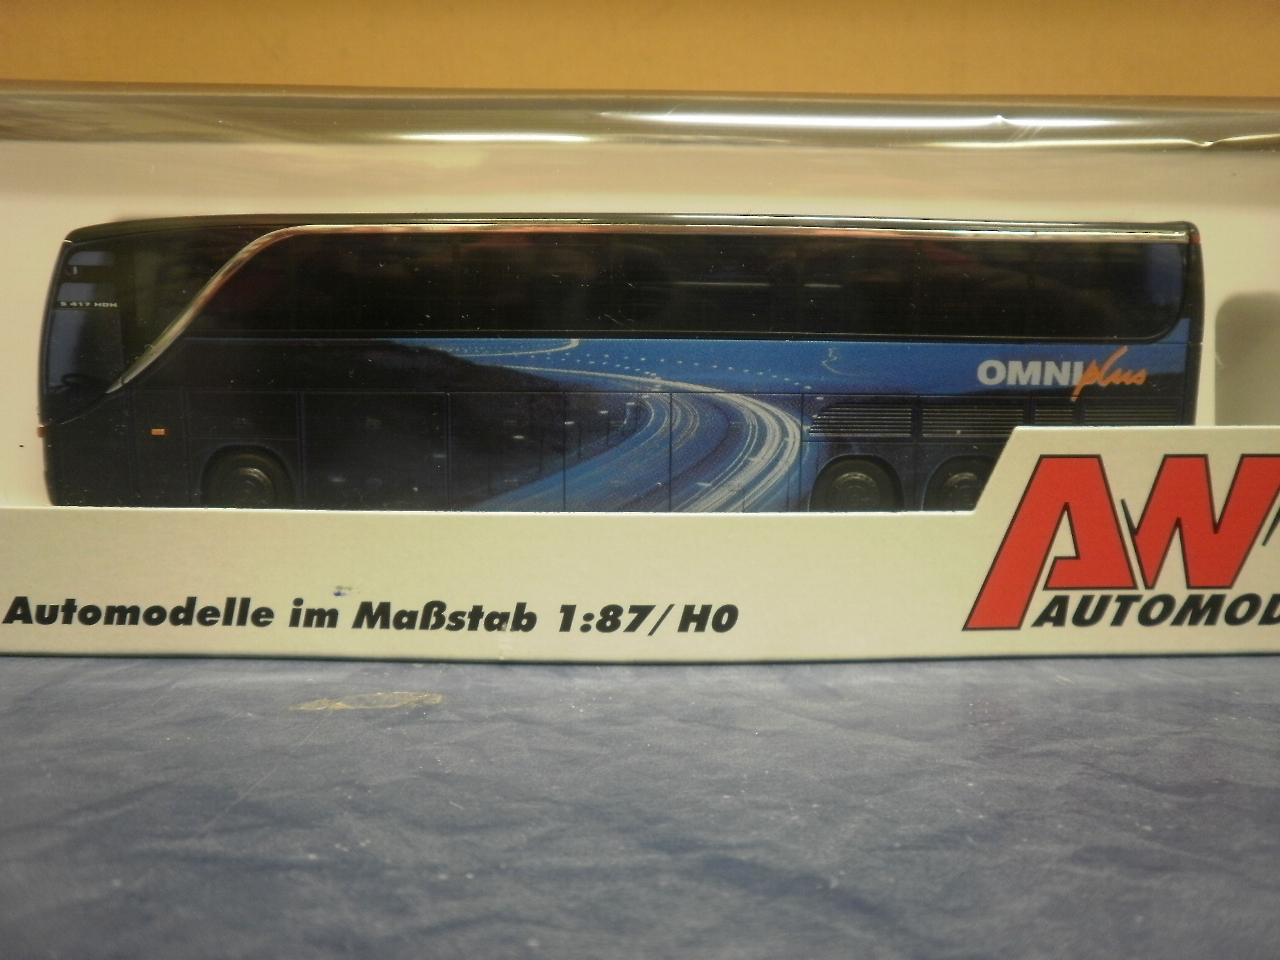 S 417 HDH
OMNIplus
AW
AUTOMOD
Automodelle im Maßstab 1:87/H0